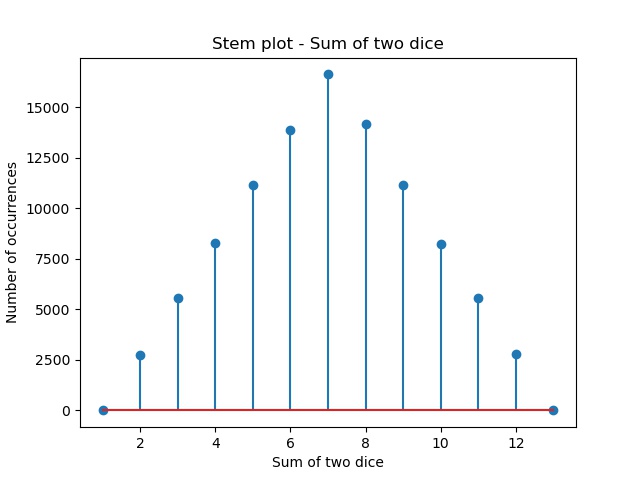 Stem plot - Sum of two dice
Number of occurrences
15000
12500
10000
7500
5000
2500
0
2 4 6 8 10 12
Sum of two dice